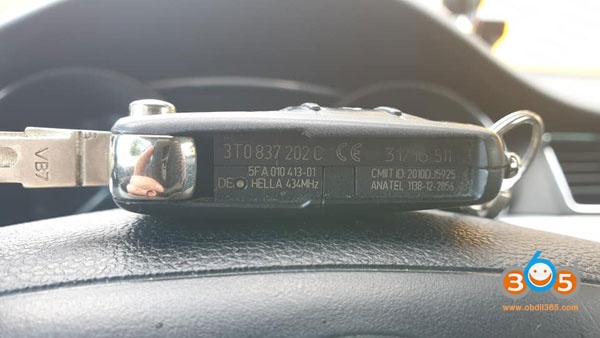 VB7
3T0 837 202 C CE
5FA 010 413-01
DE HELLA 434MHz
31/16 511
CMIIT ID: 2010DJ5925
ANATEL 1138-12-2856
365
www.obdii365.com